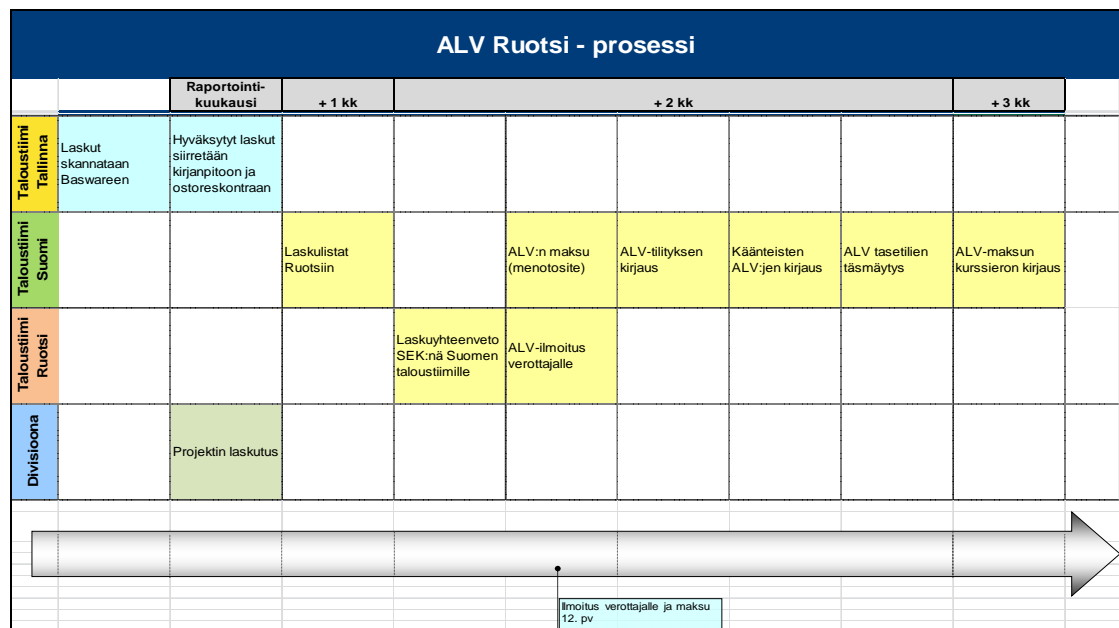 ALV Ruotsi - prosessi
Raportointi-
kuukausi
+ 1 kk
+ 2 kk
+ 3 kk
Taloustiimi
Tallinna
Laskut
skannataan
Baswareen
Hyväksytyt laskut
siirretään
kirjanpitoon ja
ostoreskontraan
Taloustiimi
Suomi
Laskulistat
Ruotsiin
ALV:n maksu
(menotosite)
ALV-tilityksen
kirjaus
Käänteisten
ALV:jen kirjaus
ALV tasetilien
täsmäytys
ALV-maksun
kurssieron kirjaus
Taloustiimi
Ruotsi
Laskuyhteenveto
SEK:nä Suomen
taloustiimille
ALV-ilmoitus
verottajalle
Divisioona
Projektin laskutus
Ilmoitus verottajalle ja maksu
12. pv